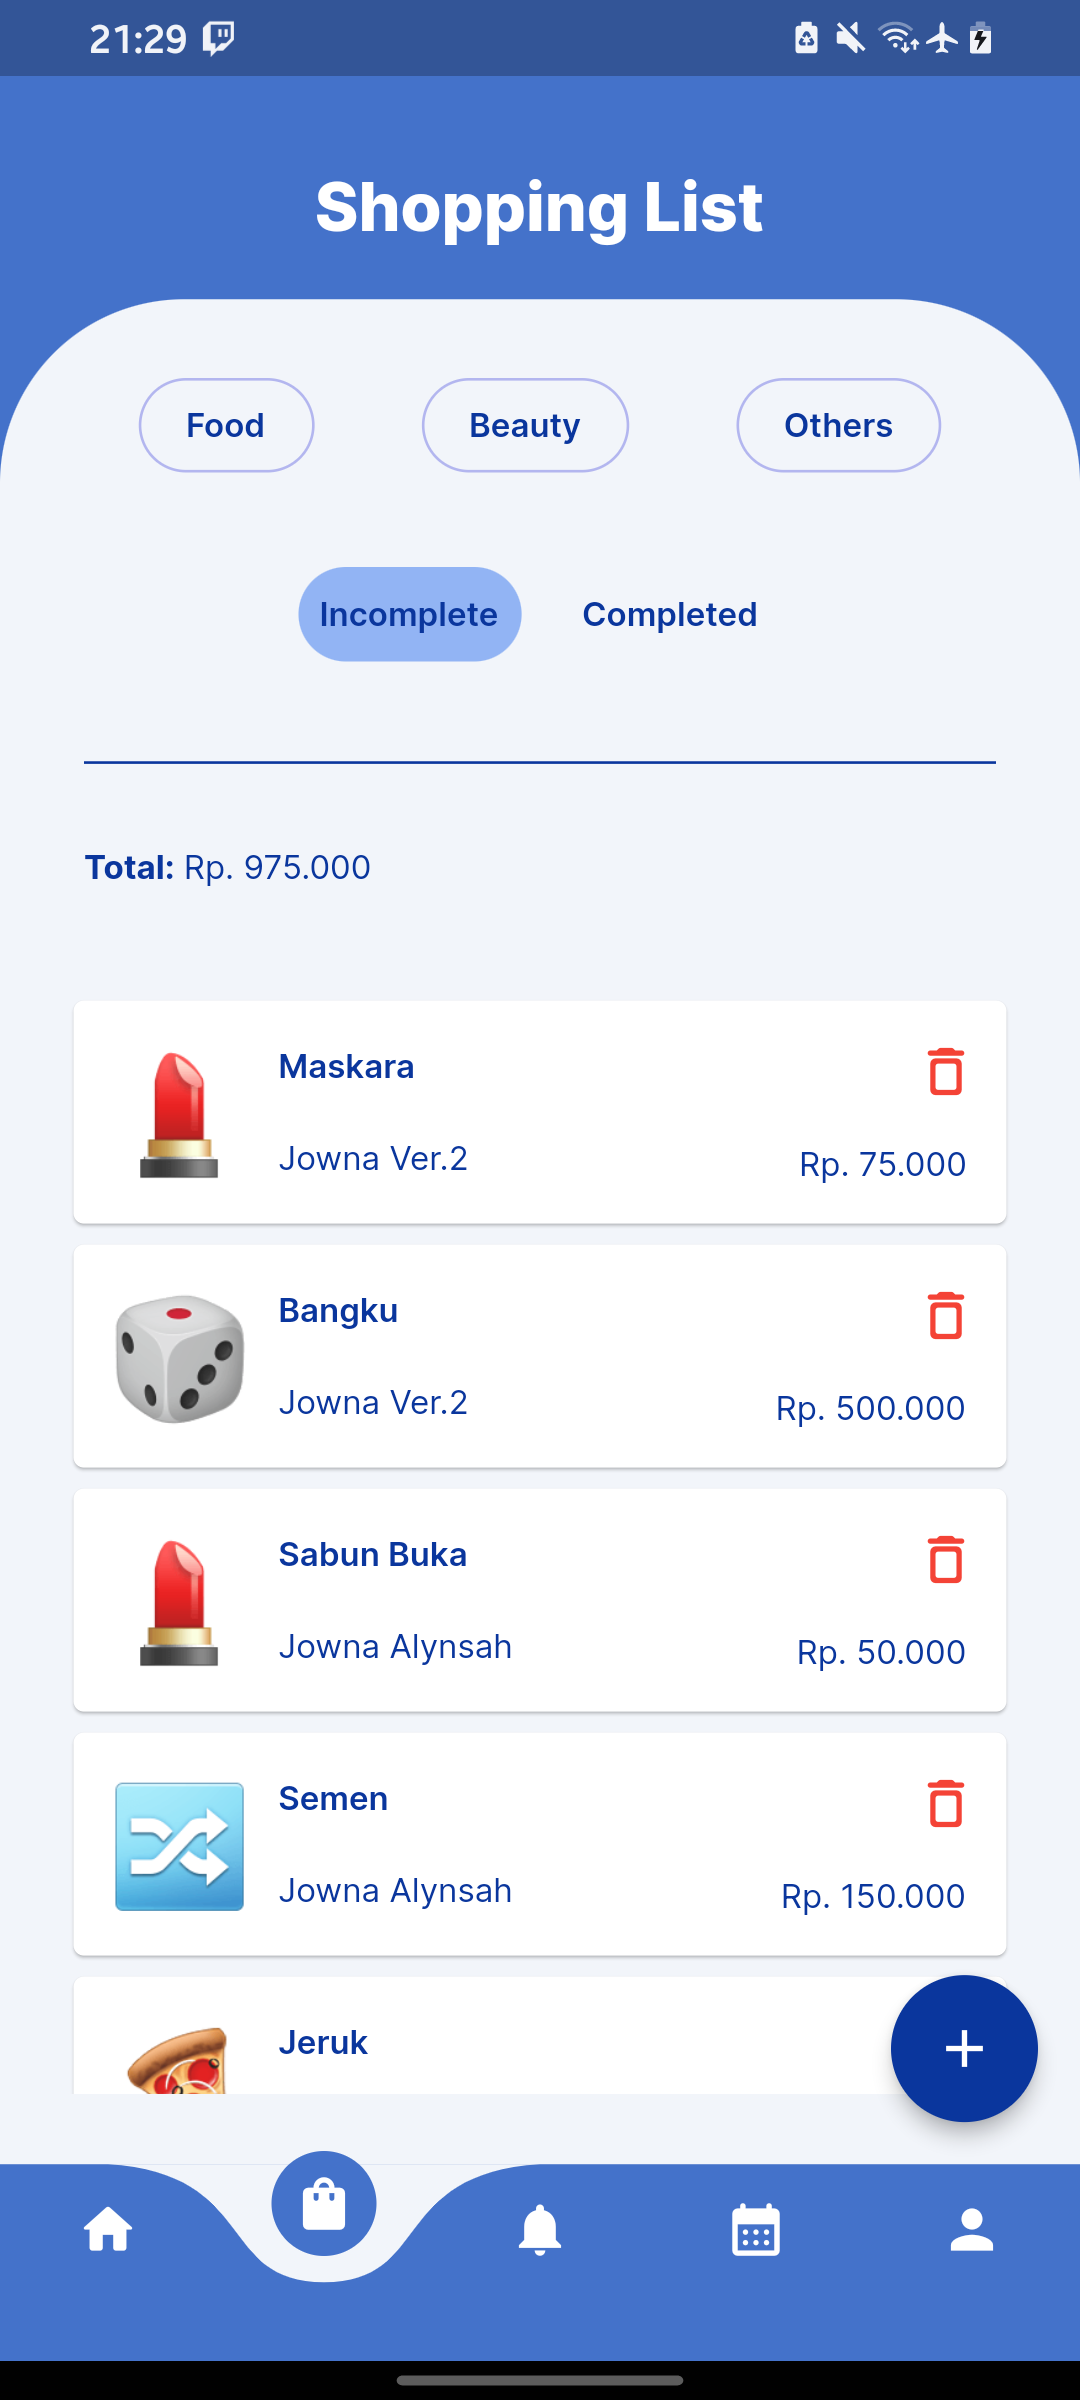 21:29
Shopping List
Food Beauty Others
Incomplete Completed
Total: Rp. 975.000
Maskara
Jowna Ver.2 Rp. 75.000
Bangku
Jowna Ver.2 Rp. 500.000
Sabun Buka
Jowna Alynsah Rp. 50.000
Semen
Jowna Alynsah Rp. 150.000
Jeruk